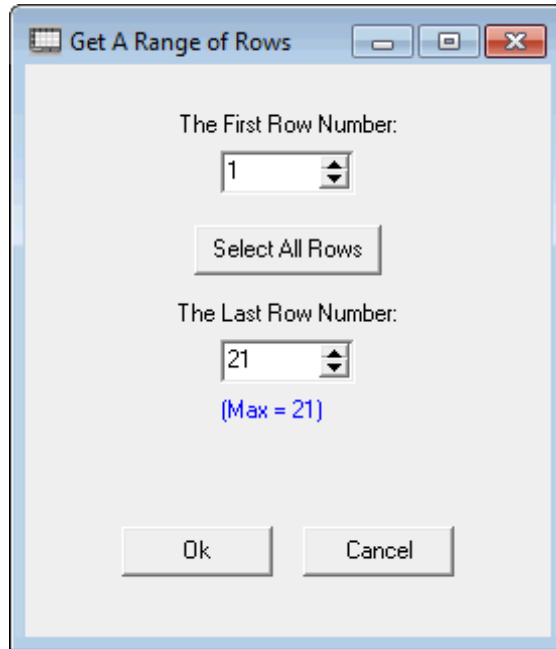 Get A Range of Rows
The First Row Number:
1
Select All Rows
The Last Row Number:
21
(Max = 21)
Ok Cancel